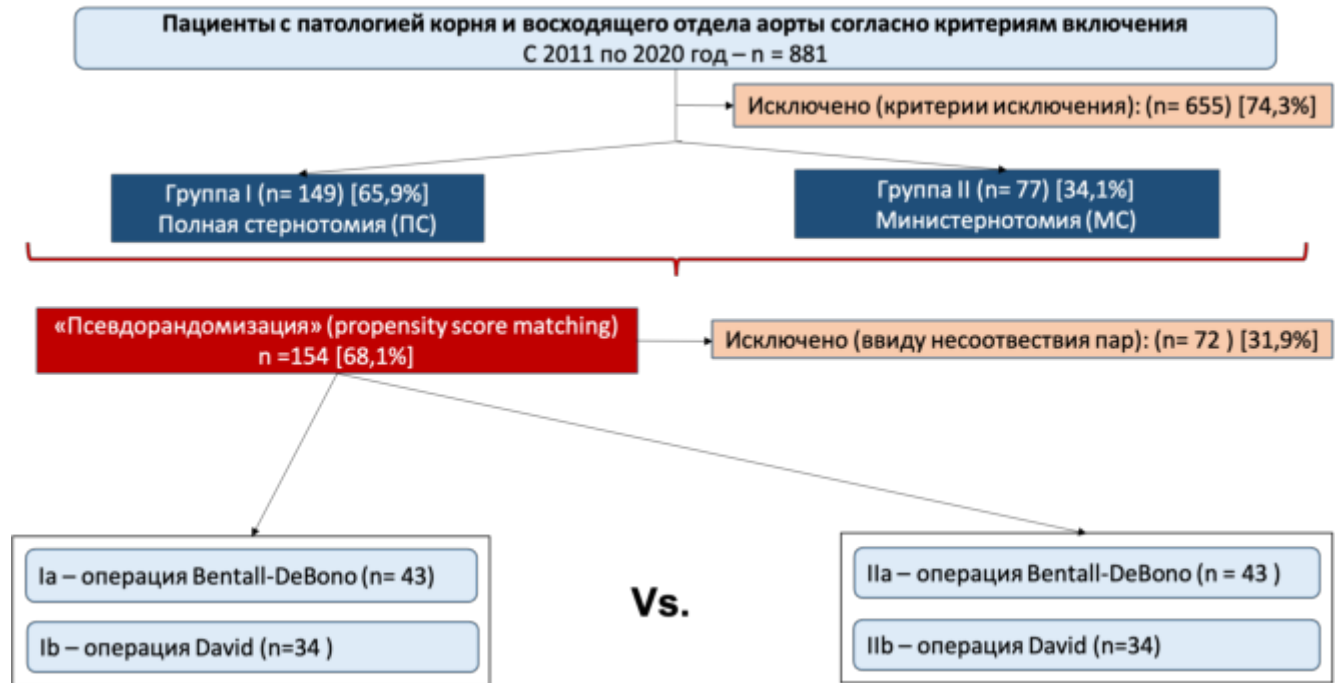 Пациенты с патологией корня и восходящего отдела аорты согласно критериям включения
С 2011 по 2020 год – n = 881
Исключено (критерии исключения): (n= 655) [74,3%]
Группа I (n= 149) [65,9%]
Полная стернотомия (ПС)
Группа II (n= 77) [34,1%]
Министернотомия (МС)
«Псевдорандомизация» (propensity score matching)
n =154 [68,1%]
Исключено (ввиду несоотвествия пар): (n= 72 ) [31,9%]
Ia – операция Bentall-DeBono (n= 43)
Ib – операция David (n=34 )
Vs.
IIa – операция Bentall-DeBono (n = 43 )
IIb – операция David (n=34)